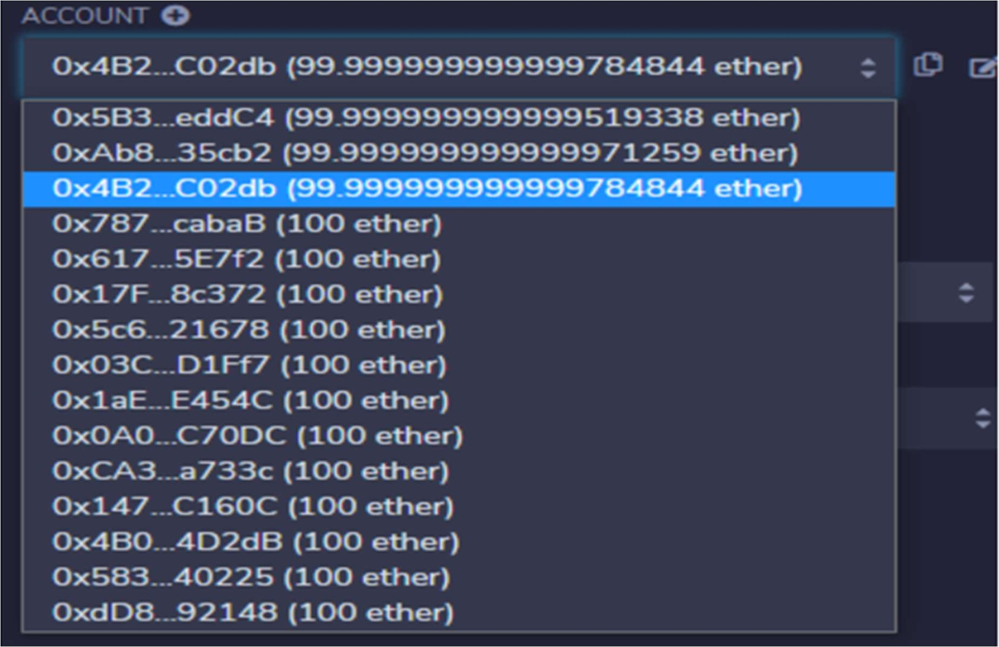 ACCOUNT
0x4B2...C02db (99.999999999999784844 ether)
0x5B3...eddC4 (99.999999999999519338 ether)
0xAb8...35cb2 (99.999999999999971259 ether)
0x4B2...C02db (99.999999999999784844 ether)
0x787...cabaB (100 ether)
0x617...5E7f2 (100 ether)
0x17F...8c372 (100 ether)
0x5c6...21678 (100 ether)
0x03C...D1Ff7 (100 ether)
0x1aE...E454C (100 ether)
0x0A0...C70DC (100 ether)
0xCA3...a733c (100 ether)
0x147...C160C (100 ether)
0x4B0...4D2dB (100 ether)
0x583...40225 (100 ether)
0xdD8...92148 (100 ether)